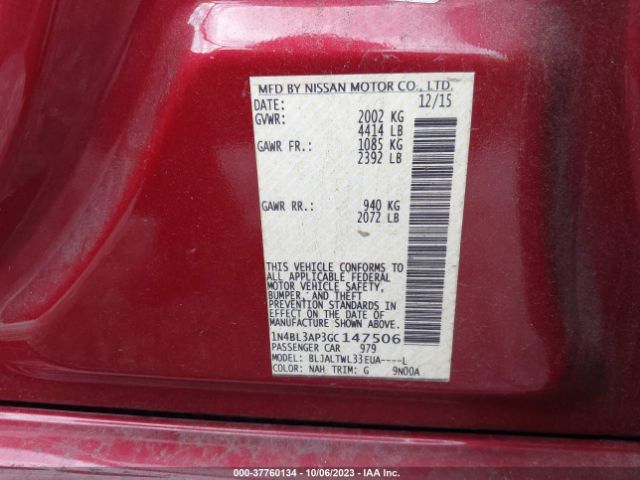 MFD BY NISSAN MOTOR CO., LTD.
DATE: 12/15
GVWR: 2002 KG
4414 LB
GAWR FR.: 1085 KG
2392 LB
GAWR RR.: 940 KG
2072 LB
THIS VEHICLE CONFORMS TO
ALL APPLICABLE FEDERAL
MOTOR VEHICLE SAFETY,
BUMPER, AND THEFT
PREVENTION STANDARDS IN
EFFECT ON THE DATE OF
MANUFACTURE SHOWN ABOVE.
1N4BL3AP3GC147506
PASSENGER CAR 979
MODEL: BLJALTWL33EUA----L
COLOR: NAH TRIM: G 9N00A
000-37760134 - 10/06/2023 - IAA Inc.